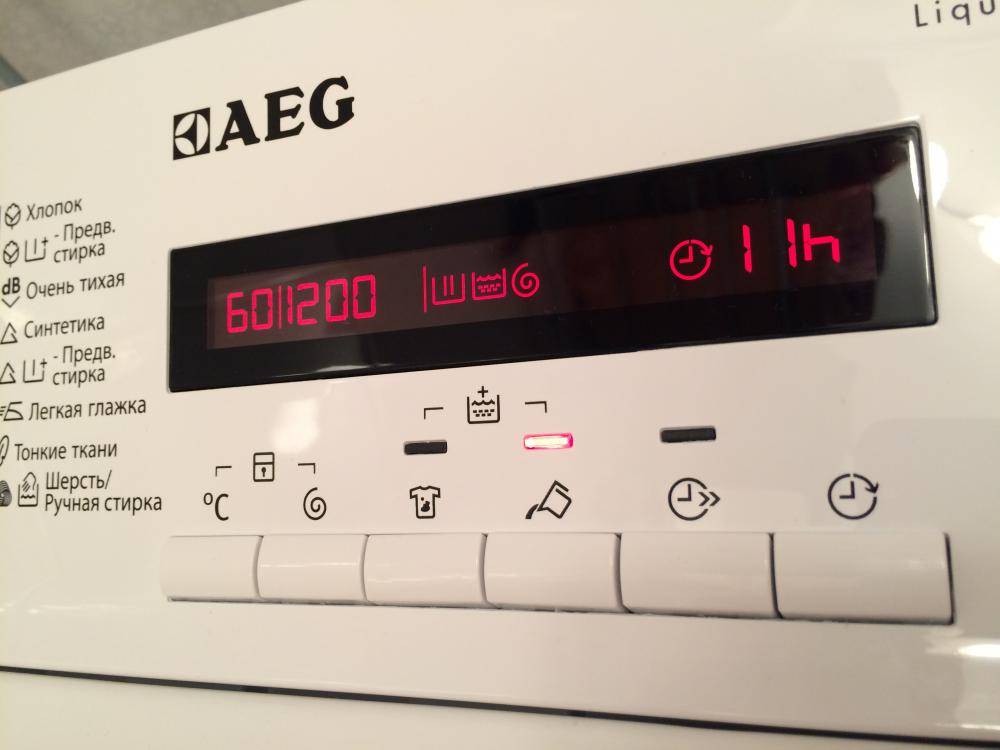 Liqu
AEG
Хлопок
- Предв.
стирка
dB Очень тихая
Синтетика
- Предв.
стирка
Легкая глажка
Тонкие ткани
Шерсть/
Ручная стирка
60|1200
11h
°C